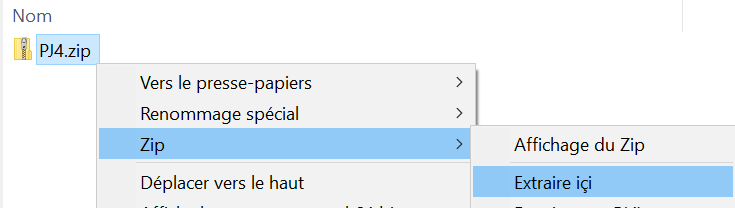 Nom
PJ4.zip
Vers le presse-papiers
Renommage spécial
Zip
Affichage du Zip
Déplacer vers le haut
Extraire içi